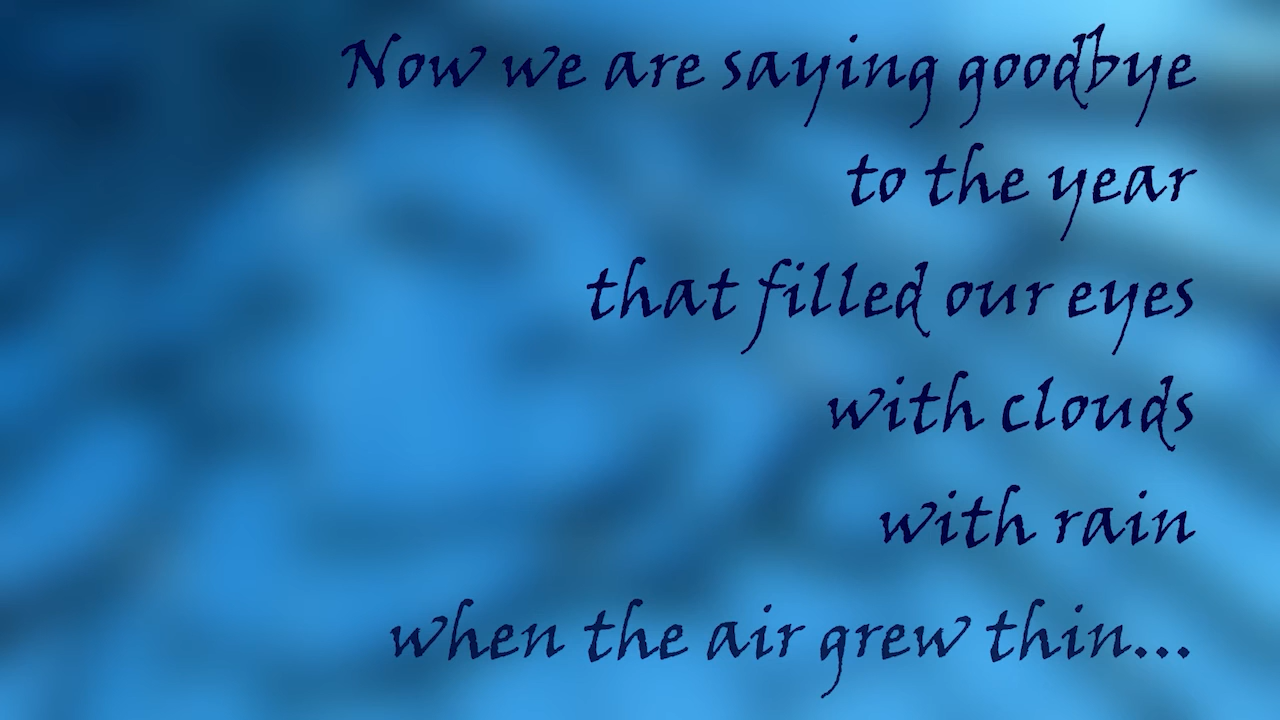 Now we are saying goodbye
to the year
that filled our eyes
with clouds
with rain
when the air grew thin...